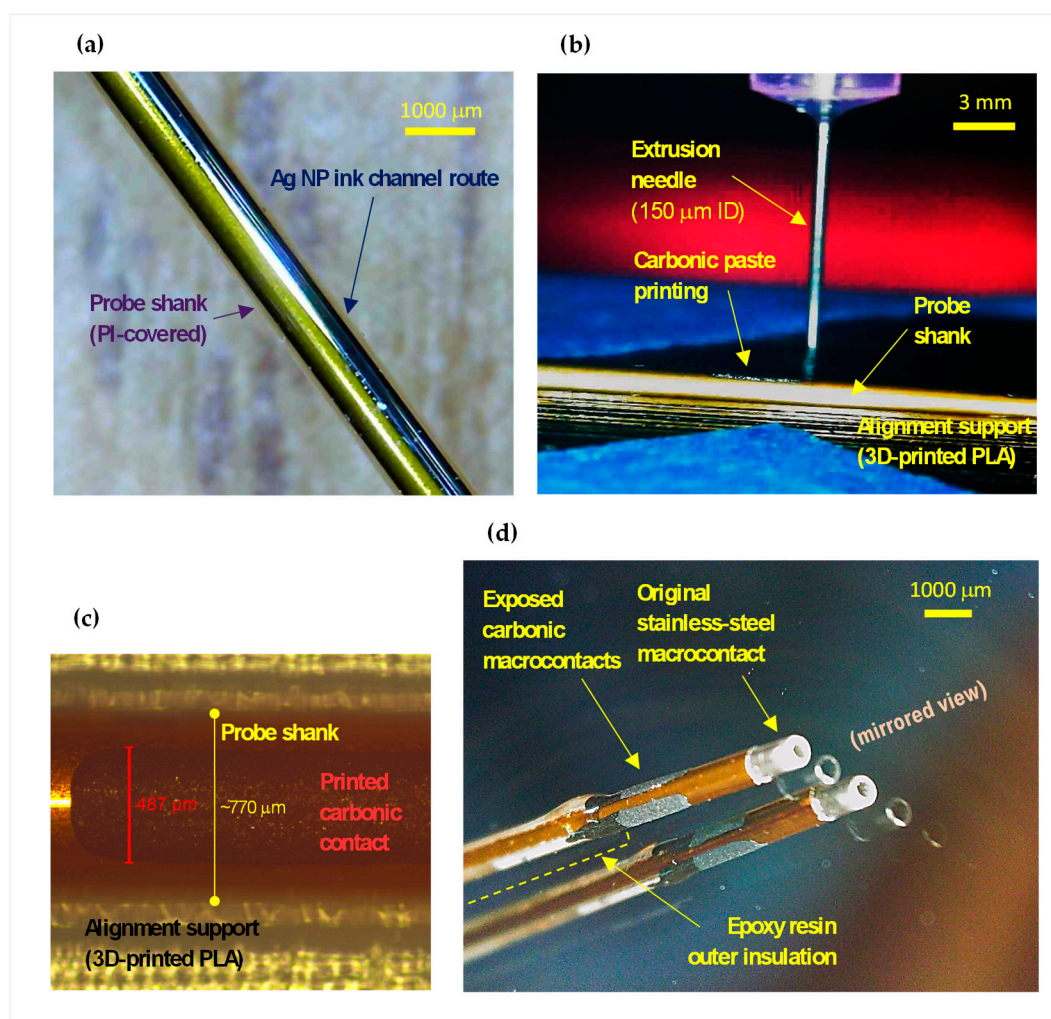 (a)
1000 μm
Ag NP ink channel route
Probe shank
(PI-covered)
(b)
3 mm
Extrusion
needle
(150 μm ID)
Carbonic paste
printing
Probe
shank
Alignment support
(3D-printed PLA)
(c)
Probe shank
487 μm
~770 μm
Printed
carbonic
contact
Alignment support
(3D-printed PLA)
(d)
1000 μm
Exposed
carbonic
macrocontacts
Original
stainless-steel
macrocontact
(mirrored view)
Epoxy resin
outer insulation